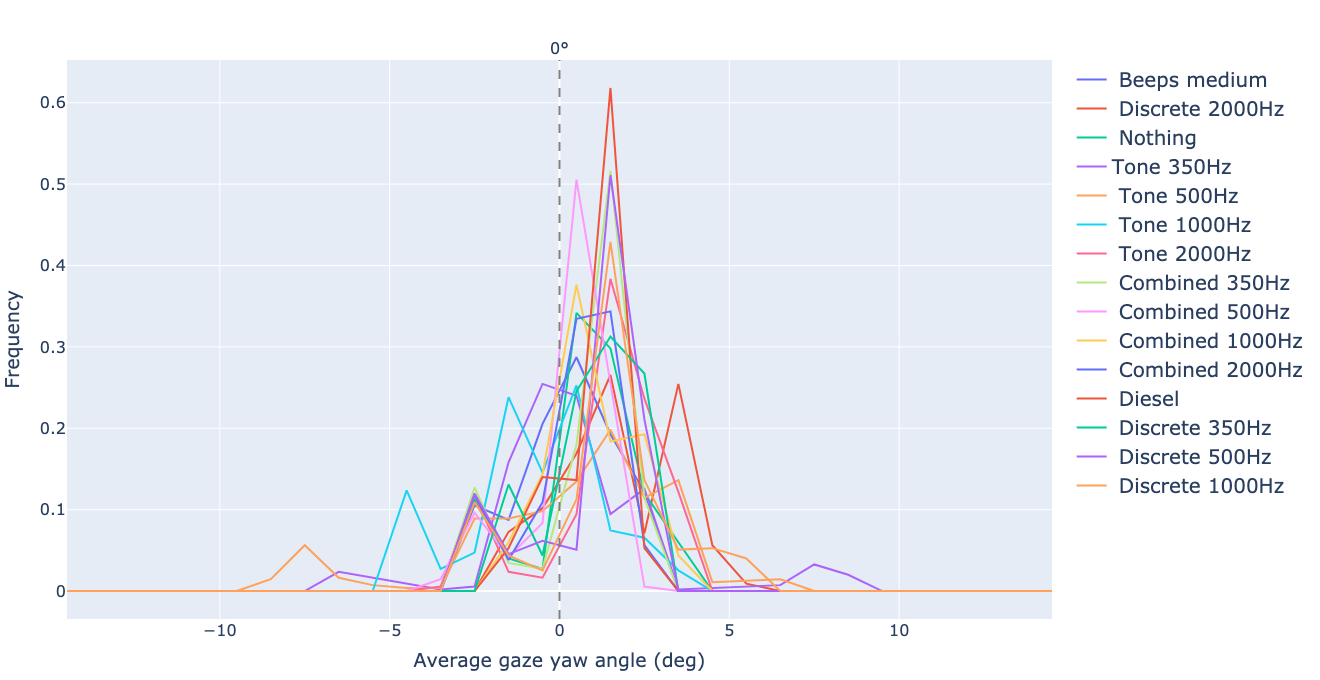 0°
0.6
0.5
0.4
0.3
0.2
0.1
0
Frequency
−10
−5
0
5
10
Average gaze yaw angle (deg)
Beeps medium
Discrete 2000Hz
Nothing
Tone 350Hz
Tone 500Hz
Tone 1000Hz
Tone 2000Hz
Combined 350Hz
Combined 500Hz
Combined 1000Hz
Combined 2000Hz
Diesel
Discrete 350Hz
Discrete 500Hz
Discrete 1000Hz